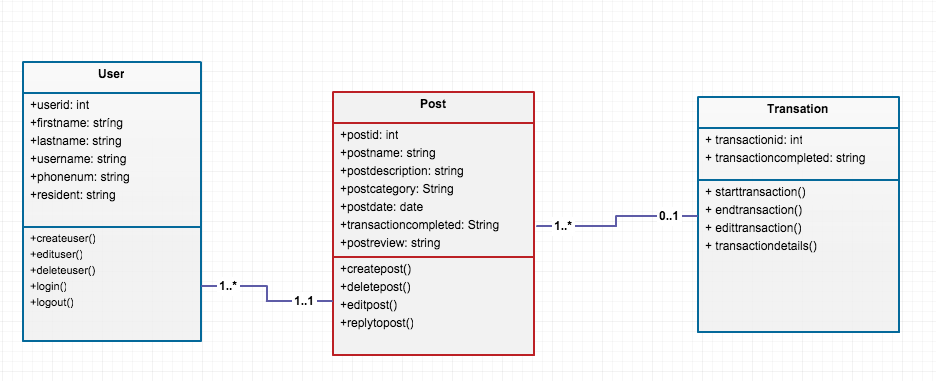 User
+userid: int
+firstname: string
+lastname: string
+username: string
+phonenum: string
+resident: string
+createuser()
+edituser()
+deleteuser()
+login()
+logout()
1..*
1..1
Post
+postid: int
+postname: string
+postdescription: string
+postcategory: String
+postdate: date
+transactioncompleted: String
+postreview: string
+createpost()
+deletepost()
+editpost()
+replytopost()
1..*
0..1
Transation
+ transactionid: int
+ transactioncompleted: string
+ starttransaction()
+ endtransaction()
+ edittransaction()
+ transactiondetails()